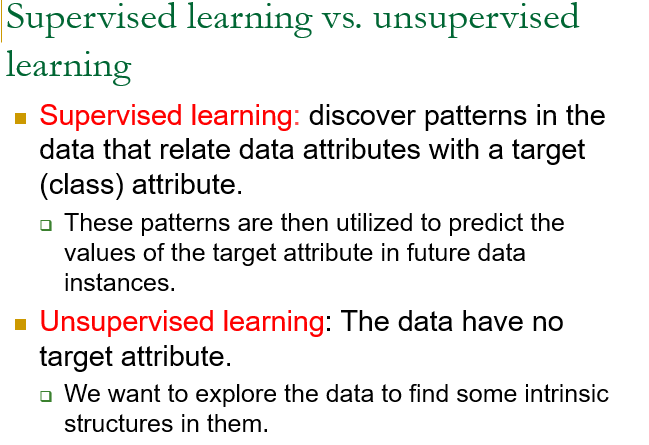 Supervised learning vs. unsupervised
learning
Supervised learning: discover patterns in the
data that relate data attributes with a target
(class) attribute.
These patterns are then utilized to predict the
values of the target attribute in future data
instances.
Unsupervised learning: The data have no
target attribute.
We want to explore the data to find some intrinsic
structures in them.